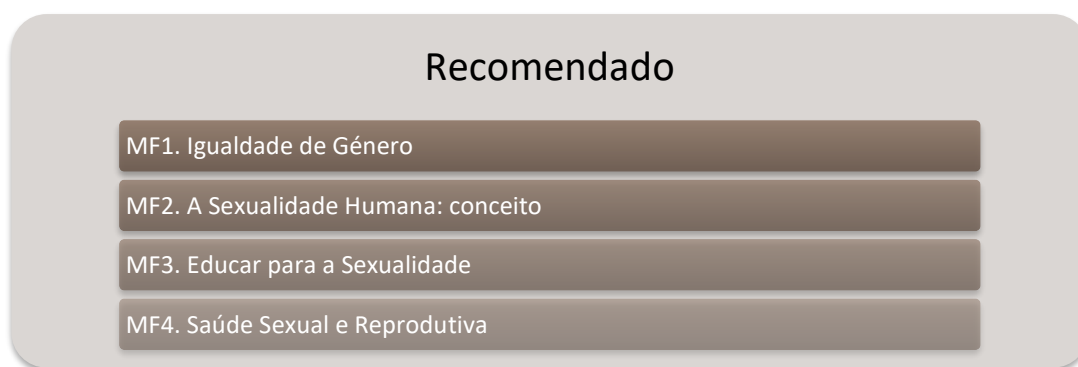 Recomendado
MF1. Igualdade de Género
MF2. A Sexualidade Humana: conceito
MF3. Educar para a Sexualidade
MF4. Saúde Sexual e Reprodutiva